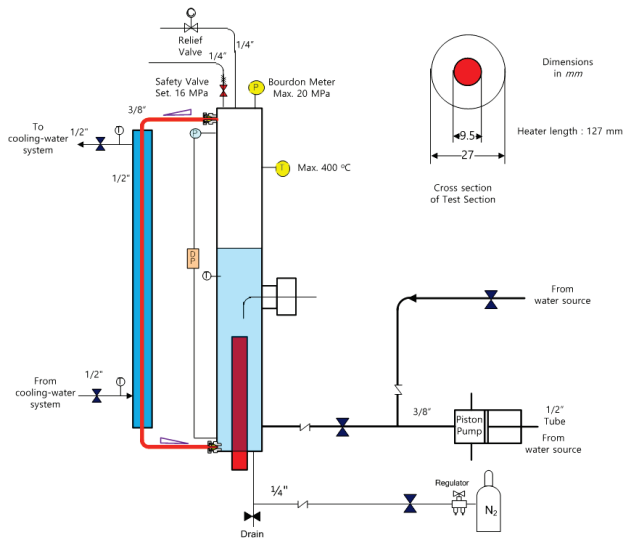 Relief
Valve
1/4"
1/4"
Safety Valve
Set. 16 MPa
P
Bourdon Meter
Max. 20 MPa
Dimensions
in mm
9.5
27
Heater length : 127 mm
Cross section
of Test Section
3/8"
To
cooling-water
system
1/2"
T
P
1/2"
T
Max. 400 ºC
DP
T
From
water source
From
cooling-water
system
1/2"
T
3/8"
Piston
Pump
1/2"
Tube
From
water source
¼"
Regulator
N2
Drain